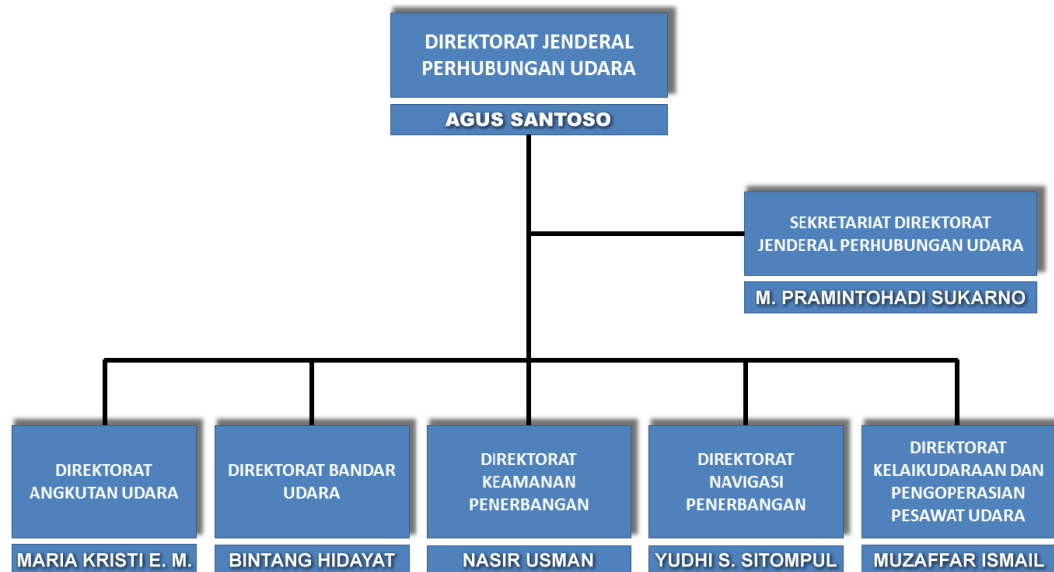 DIREKTORAT JENDERAL
PERHUBUNGAN UDARA
AGUS SANTOSO
SEKRETARIAT DIREKTORAT
JENDERAL PERHUBUNGAN UDARA
M. PRAMINTOHADI SUKARNO
DIREKTORAT
ANGKUTAN UDARA
MARIA KRISTI E. M.
DIREKTORAT BANDAR
UDARA
BINTANG HIDAYAT
DIREKTORAT
KEAMANAN
PENERBANGAN
NASIR USMAN
DIREKTORAT
NAVIGASI
PENERBANGAN
YUDHI S. SITOMPUL
DIREKTORAT
KELAIKUDARAAN DAN
PENGOPERASIAN
PESAWAT UDARA
MUZAFFAR ISMAIL